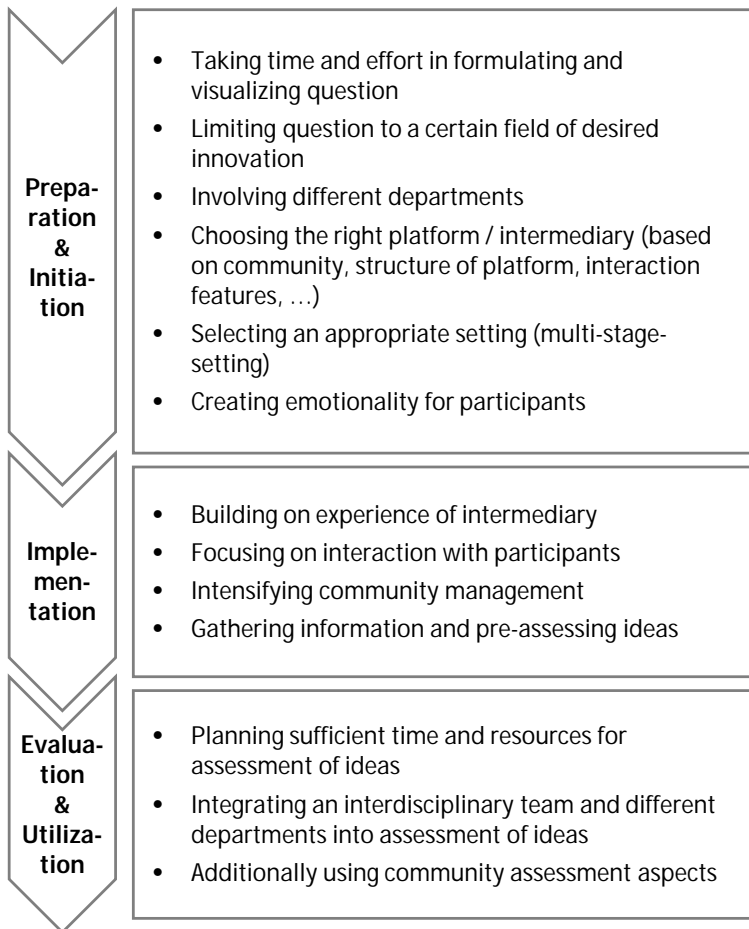 Prepa-
ration
&
Initia-
tion
• Taking time and effort in formulating and
visualizing question
• Limiting question to a certain field of desired
innovation
• Involving different departments
• Choosing the right platform / intermediary (based
on community, structure of platform, interaction
features, …)
• Selecting an appropriate setting (multi-stage-
setting)
• Creating emotionality for participants
Imple-
men-
tation
• Building on experience of intermediary
• Focusing on interaction with participants
• Intensifying community management
• Gathering information and pre-assessing ideas
Evalua-
tion
&
Utiliza-
tion
• Planning sufficient time and resources for
assessment of ideas
• Integrating an interdisciplinary team and different
departments into assessment of ideas
• Additionally using community assessment aspects